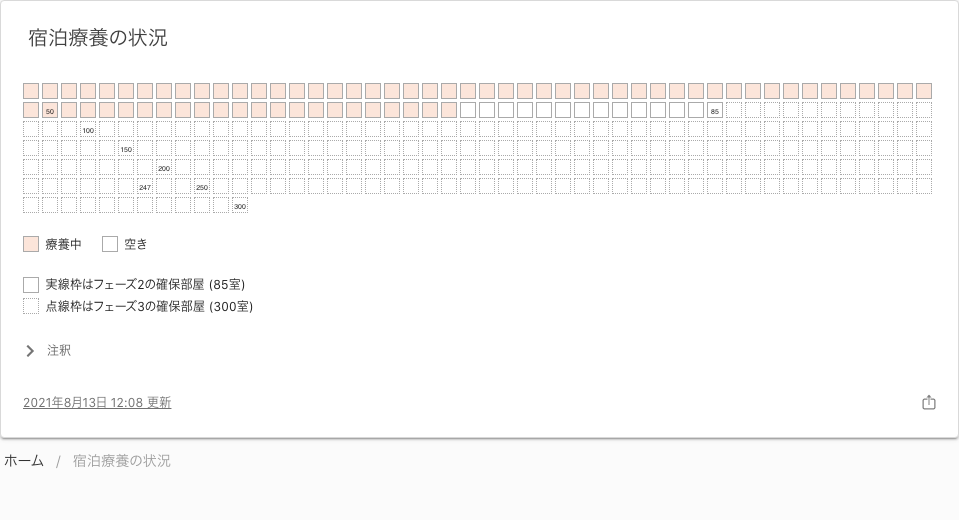 宿泊療養の状況
50
85
100
150
200
247 250
300
療養中 空き
実線枠はフェーズ2の確保部屋 (85室)
点線枠はフェーズ3の確保部屋 (300室)
注釈
2021年8月13日 12:08 更新
ホーム / 宿泊療養の状況